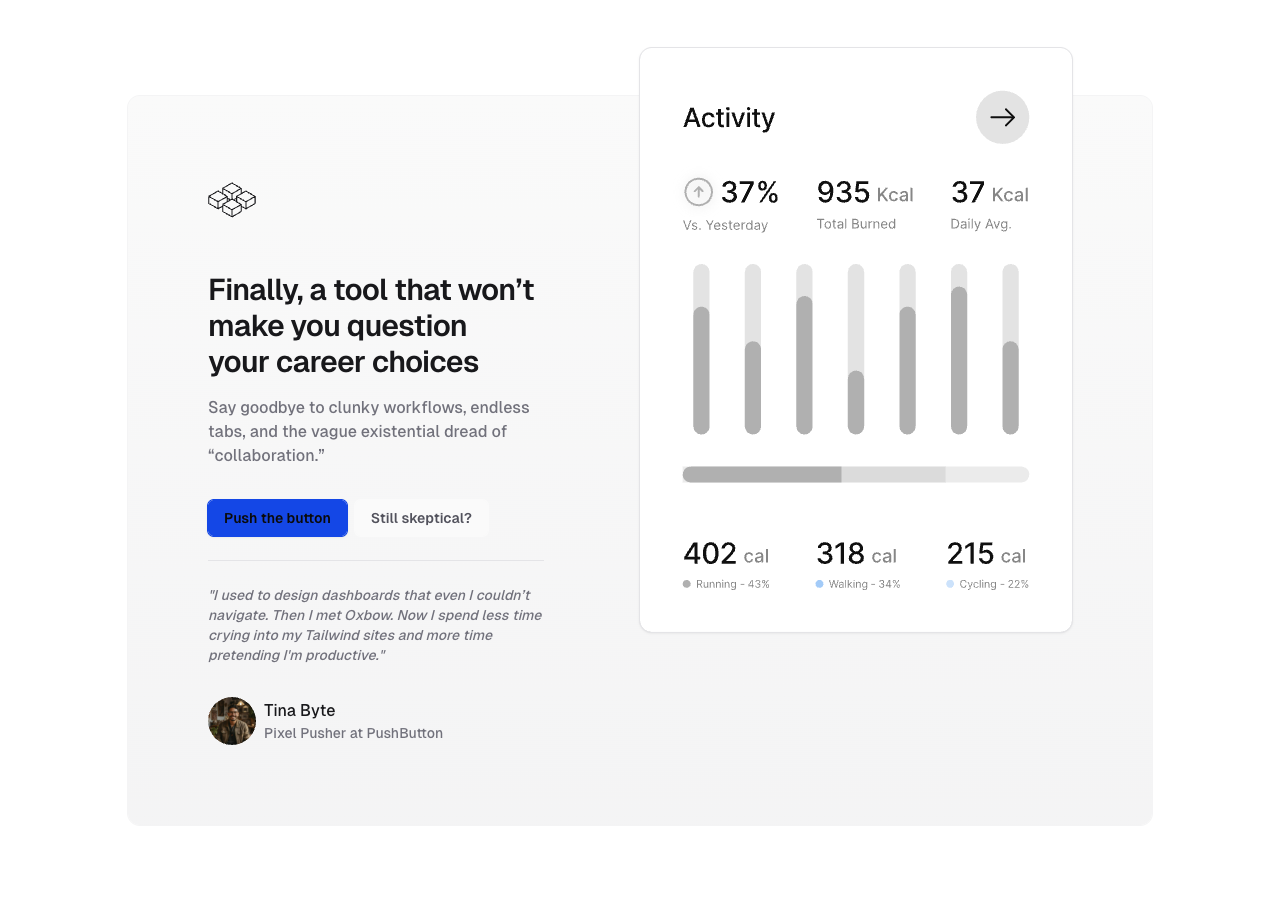 Finally, a tool that won’t
make you question
your career choices
Say goodbye to clunky workflows, endless
tabs, and the vague existential dread of
“collaboration.”
Push the button
Still skeptical?
"I used to design dashboards that even I couldn’t
navigate. Then I met Oxbow. Now I spend less time
crying into my Tailwind sites and more time
pretending I'm productive."
Tina Byte
Pixel Pusher at PushButton
Activity
37%
Vs. Yesterday
935 Kcal
Total Burned
37 Kcal
Daily Avg.
402 cal
Running - 43%
318 cal
Walking - 34%
215 cal
Cycling - 22%